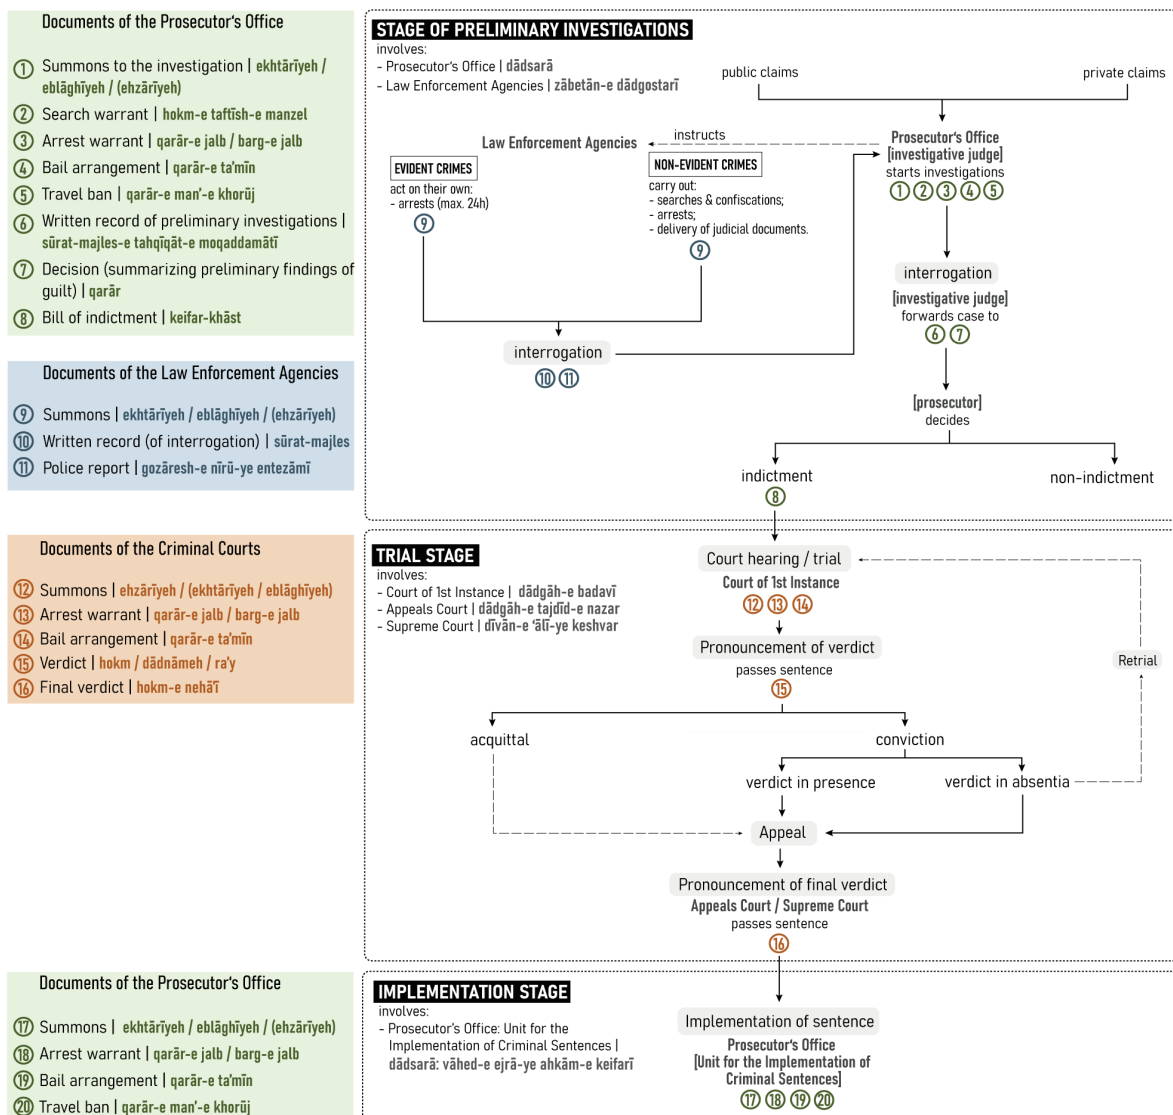 Documents of the Prosecutor's Office
① Summons to the investigation | ekhtārīyeh /
eblāghīyeh / (ehzārīyeh)
② Search warrant | hokm-e taftīsh-e manzel
③ Arrest warrant | qarār-e jalb / barg-e jalb
④ Bail arrangement | qarār-e ta'mīn
⑤ Travel ban | qarār-e man'-e khorūj
⑥ Written record of preliminary investigations |
sūrat-majles-e tahqīqāt-e moqaddamātī
⑦ Decision (summarizing preliminary findings of
guilt) | qarār
⑧ Bill of indictment | keifar-khāst
Documents of the Law Enforcement Agencies
⑨ Summons | ekhtārīyeh / eblāghīyeh / (ehzārīyeh)
⑩ Written record (of interrogation) | sūrat-majles
⑪ Police report | gozāresh-e nīrū-ye entezāmī
Documents of the Criminal Courts
⑫ Summons | ehzārīyeh / (ekhtārīyeh / eblāghīyeh)
⑬ Arrest warrant | qarār-e jalb / barg-e jalb
⑭ Bail arrangement | qarār-e ta'mīn
⑮ Verdict | hokm / dādnāmeh / ra'y
⑯ Final verdict | hokm-e nehā'ī
Documents of the Prosecutor's Office
⑰ Summons | ekhtārīyeh / eblāghīyeh / (ehzārīyeh)
⑱ Arrest warrant | qarār-e jalb / barg-e jalb
⑲ Bail arrangement | qarār-e ta'mīn
⑳ Travel ban | qarār-e man'-e khorūj
STAGE OF PRELIMINARY INVESTIGATIONS
involves:
- Prosecutor's Office | dādsarā
- Law Enforcement Agencies | zābetān-e dādgostarī
public claims
private claims
Law Enforcement Agencies
instructs
Prosecutor's Office
[investigative judge]
starts investigations
① ② ③ ④ ⑤
EVIDENT CRIMES
act on their own:
- arrests (max. 24h)
⑨
NON-EVIDENT CRIMES
carry out:
- searches & confiscations;
- arrests;
- delivery of judicial documents.
⑨
interrogation
⑩ ⑪
interrogation
[investigative judge]
forwards case to
⑥ ⑦
[prosecutor]
decides
indictment
⑧
non-indictment
TRIAL STAGE
involves:
- Court of 1st Instance | dādgāh-e badavī
- Appeals Court | dādgāh-e tajdīd-e nazar
- Supreme Court | dīvān-e 'ālī-ye keshvar
Court hearing / trial
Court of 1st Instance
⑫ ⑬ ⑭
Pronouncement of verdict
passes sentence
⑮
Retrial
acquittal
conviction
verdict in presence
verdict in absentia
Appeal
Pronouncement of final verdict
Appeals Court / Supreme Court
passes sentence
⑯
IMPLEMENTATION STAGE
involves:
- Prosecutor's Office: Unit for the
Implementation of Criminal Sentences |
dādsarā: vāhed-e ejrā-ye ahkām-e keifarī
Implementation of sentence
Prosecutor's Office
[Unit for the Implementation of
Criminal Sentences]
⑰ ⑱ ⑲ ⑳